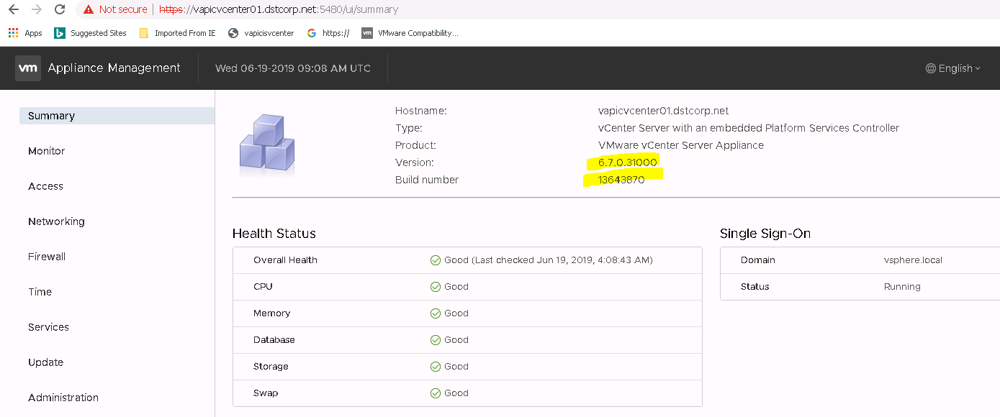 Not secure | https://vapicvcenter01.dstcorp.net:5480/ui/summary
Apps Suggested Sites Imported From IE vapicisvcenter https:// vm VMware Compatibility...
vm Appliance Management Wed 06-19-2019 09:08 AM UTC English
Summary
Monitor
Access
Networking
Firewall
Time
Services
Update
Administration
Hostname: vapicvcenter01.dstcorp.net
Type: vCenter Server with an embedded Platform Services Controller
Product: VMware vCenter Server Appliance
Version: 6.7.0.31000
Build number 13643870
Health Status
Overall Health Good (Last checked Jun 19, 2019, 4:08:43 AM)
CPU Good
Memory Good
Database Good
Storage Good
Swap Good
Single Sign-On
Domain vsphere.local
Status Running